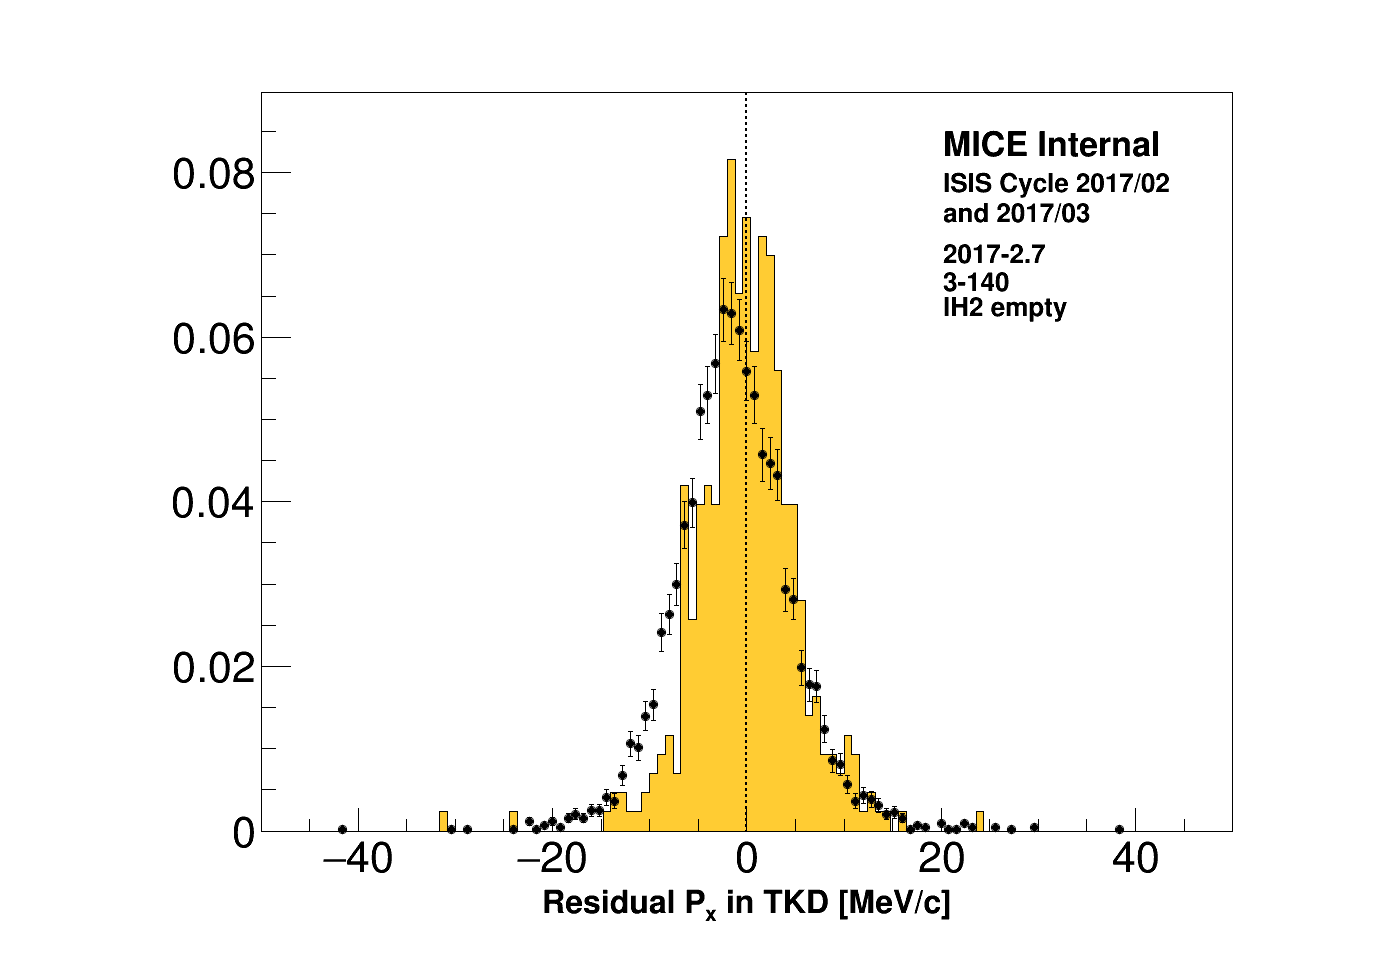 MICE Internal
ISIS Cycle 2017/02
and 2017/03
2017-2.7
3-140
lH2 empty
0.08
0.06
0.04
0.02
0
−40 −20 0 20 40
Residual Px in TKD [MeV/c]